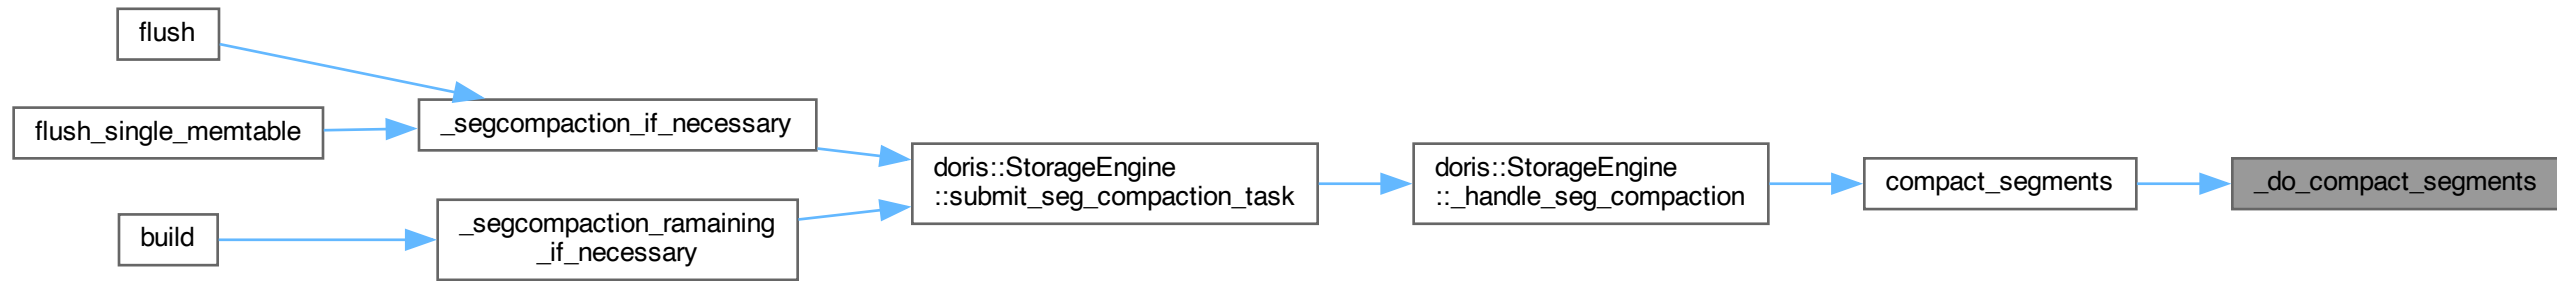 flush
flush_single_memtable
build
_segcompaction_if_necessary
_segcompaction_ramaining
_if_necessary
doris::StorageEngine
::submit_seg_compaction_task
doris::StorageEngine
::_handle_seg_compaction
compact_segments
_do_compact_segments